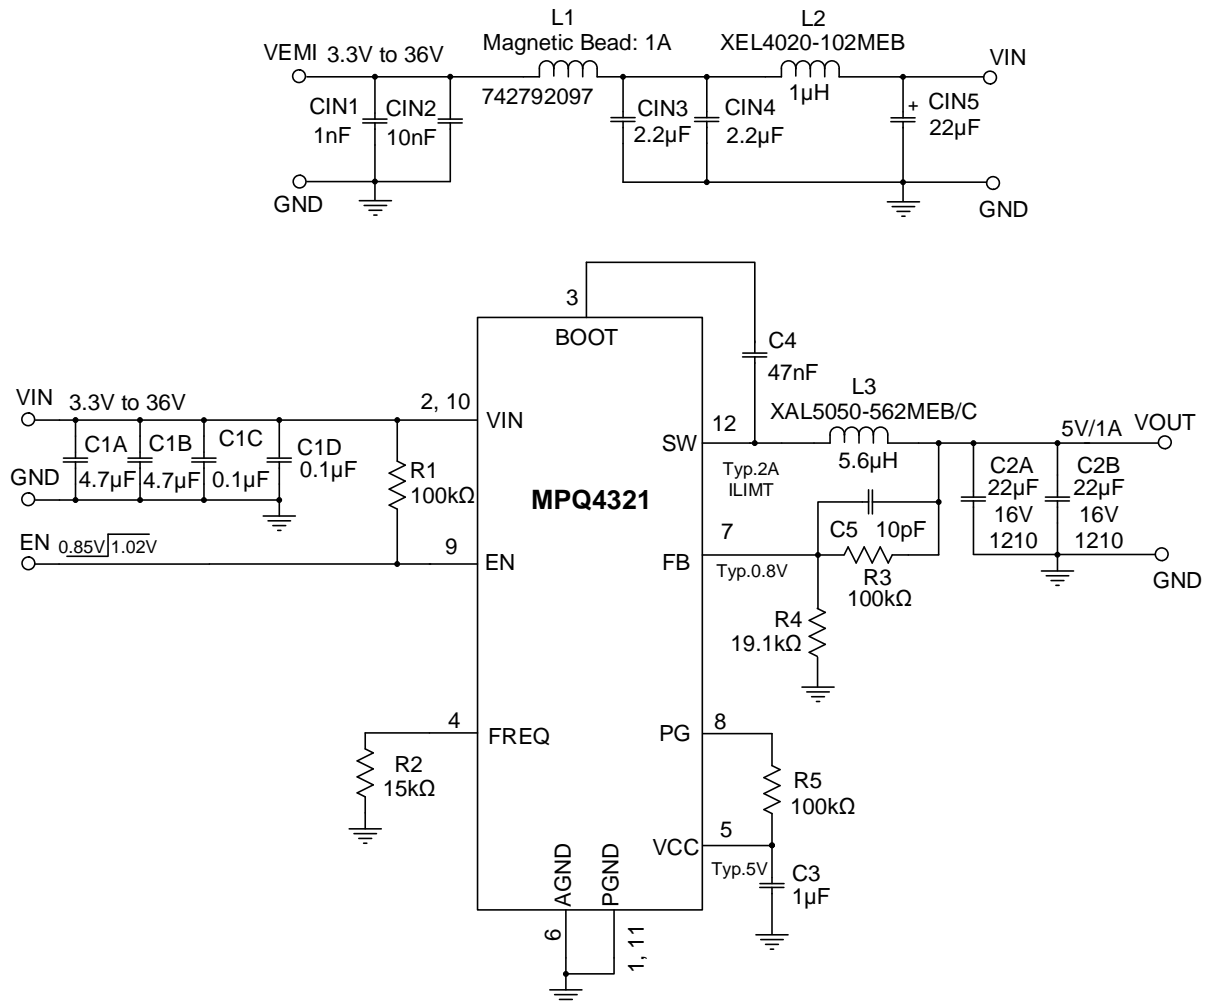 L1
Magnetic Bead: 1A
742792097
L2
XEL4020-102MEB
1µH
VEMI 3.3V to 36V
VIN
CIN1
1nF
CIN2
10nF
CIN3
2.2µF
CIN4
2.2µF
+ CIN5
22µF
GND
GND
3
BOOT
C4
47nF
VIN 3.3V to 36V
2, 10
VIN
C1A
4.7µF
C1B
4.7µF
C1C
0.1µF
C1D
0.1µF
GND
R1
100kΩ
EN 0.85V 1.02V
9
EN
MPQ4321
SW
12
Typ.2A
ILIMT
L3
XAL5050-562MEB/C
5.6µH
5V/1A
VOUT
C2A
22µF
16V
1210
C2B
22µF
16V
1210
GND
7
FB
Typ.0.8V
C5
10pF
R3
100kΩ
R4
19.1kΩ
4
FREQ
R2
15kΩ
PG
8
R5
100kΩ
VCC
5
Typ.5V
C3
1µF
AGND
PGND
6
1, 11